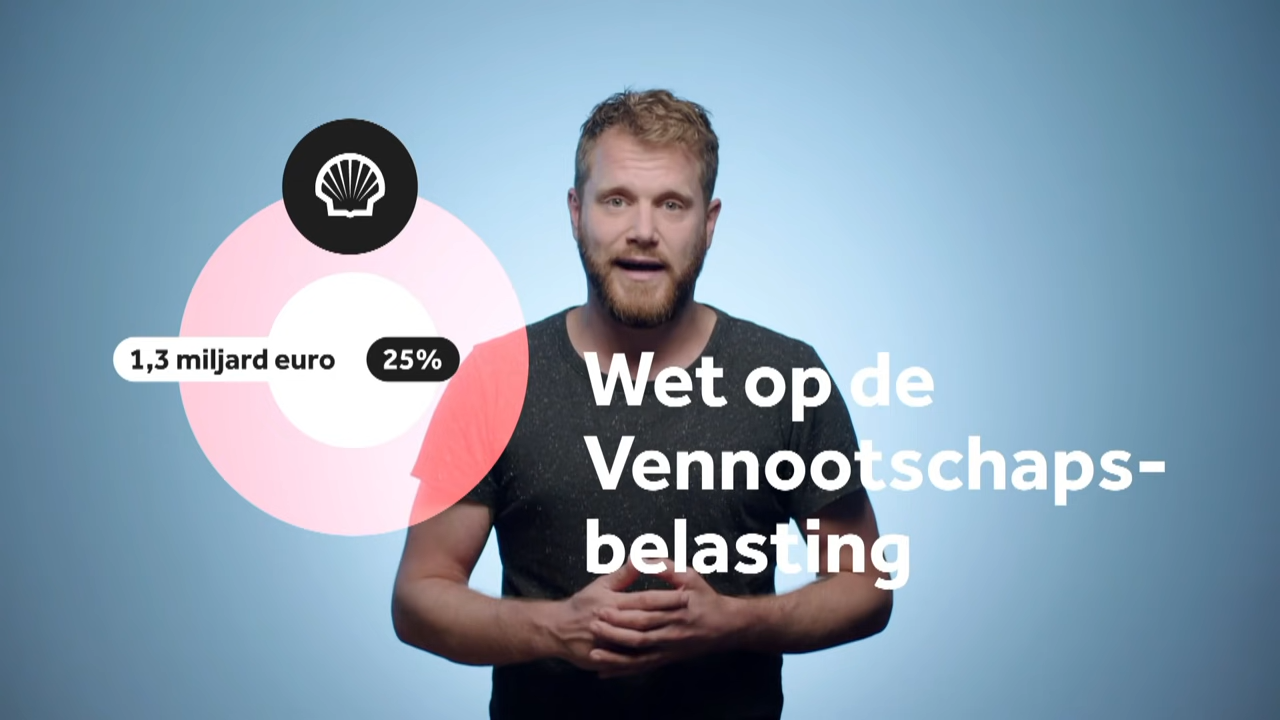 1,3 miljard euro
25%
Wet op de
Vennootschaps-
belasting